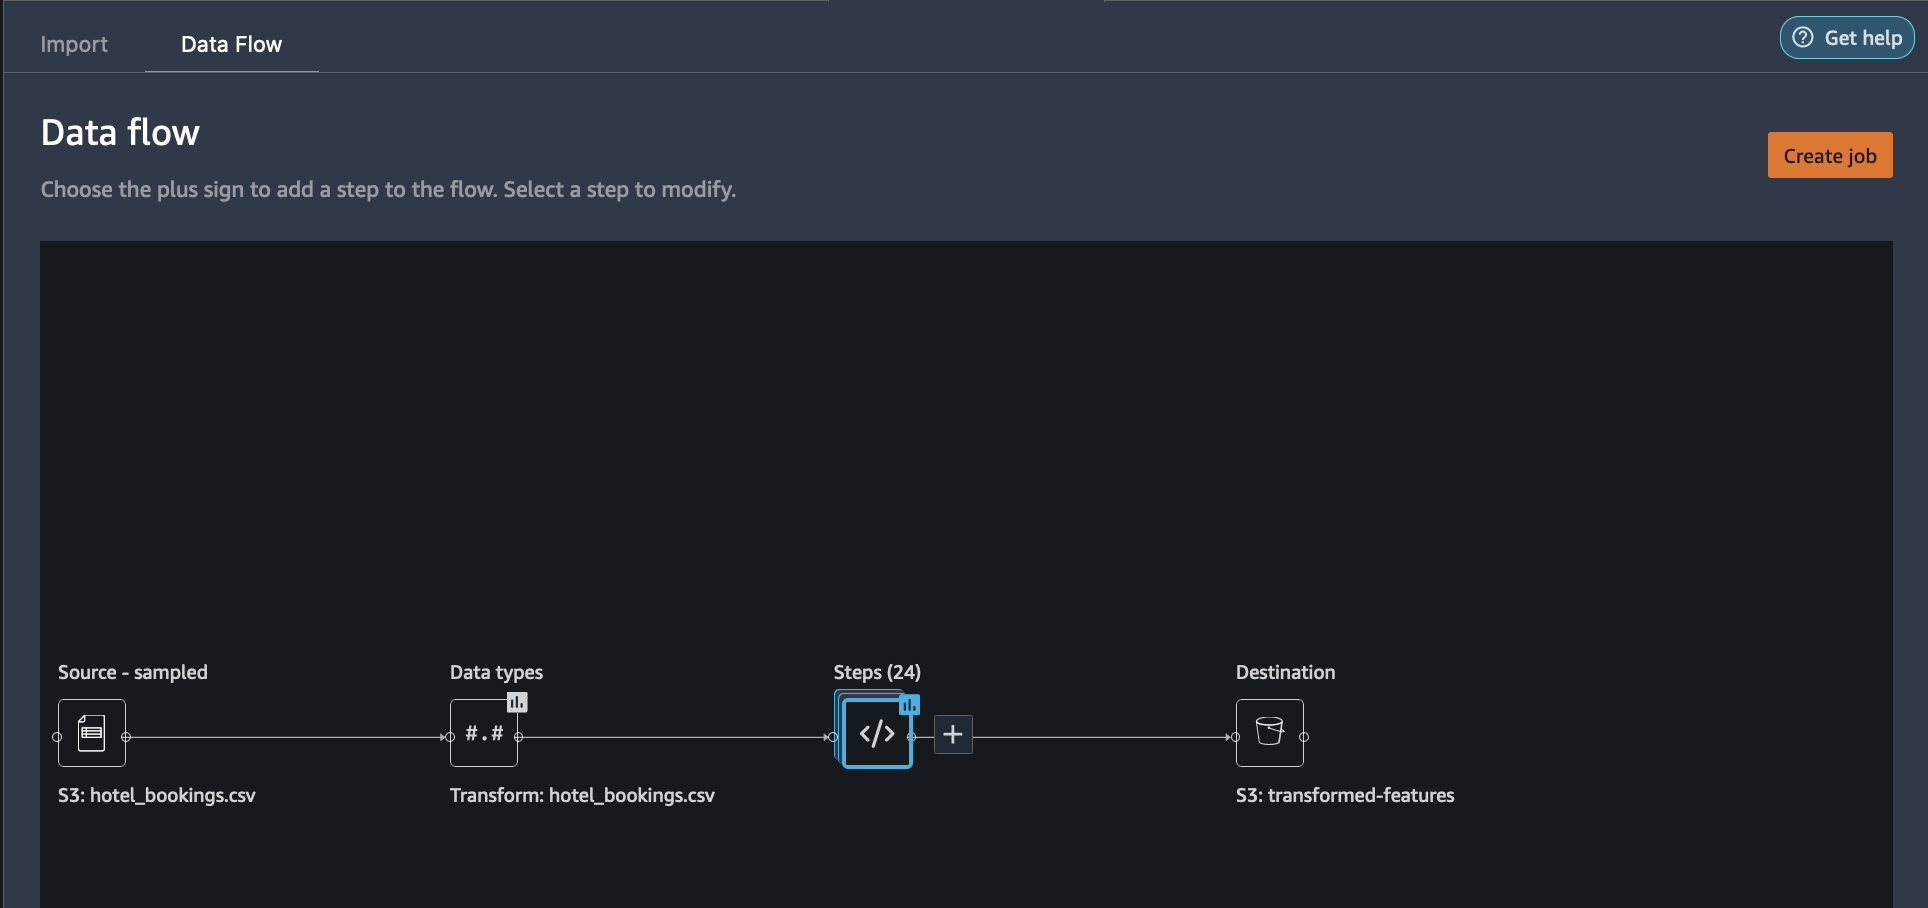 Import
Data Flow
Get help
Data flow
Create job
Choose the plus sign to add a step to the flow. Select a step to modify.
Source - sampled
Data types
Steps (24)
Destination
#.#
</>
S3: hotel_bookings.csv
Transform: hotel_bookings.csv
S3: transformed-features